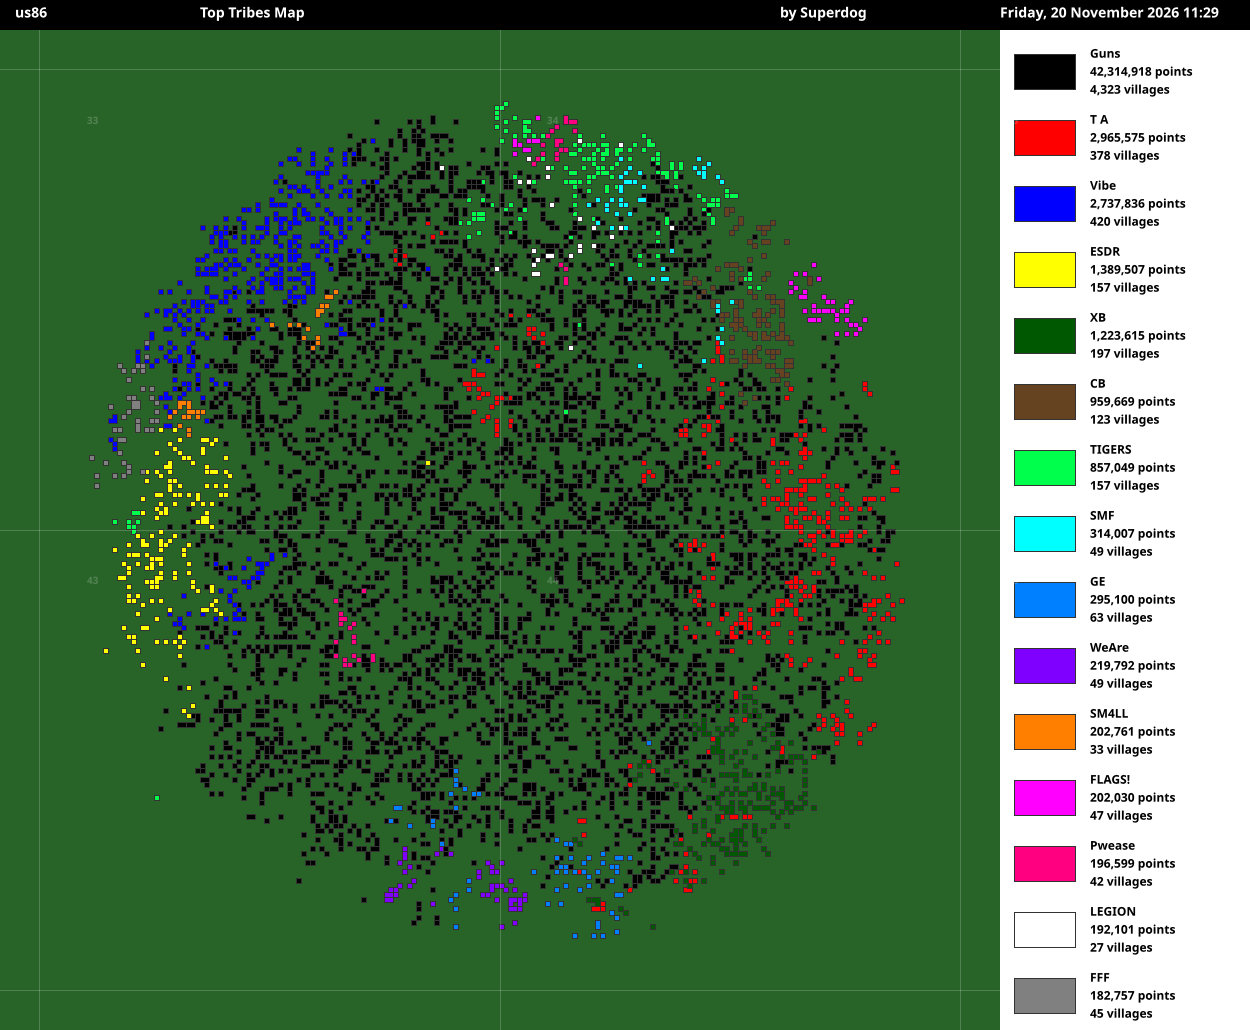 us86 Top Tribes Map by Superdog Friday, 20 November 2026 11:29
33
34
43
Guns
42,314,918 points
4,323 villages
T A
2,965,575 points
378 villages
Vibe
2,737,836 points
420 villages
ESDR
1,389,507 points
157 villages
XB
1,223,615 points
197 villages
CB
959,669 points
123 villages
TIGERS
857,049 points
157 villages
SMF
314,007 points
49 villages
GE
295,100 points
63 villages
WeAre
219,792 points
49 villages
SM4LL
202,761 points
33 villages
FLAGS!
202,030 points
47 villages
Pwease
196,599 points
42 villages
LEGION
192,101 points
27 villages
FFF
182,757 points
45 villages